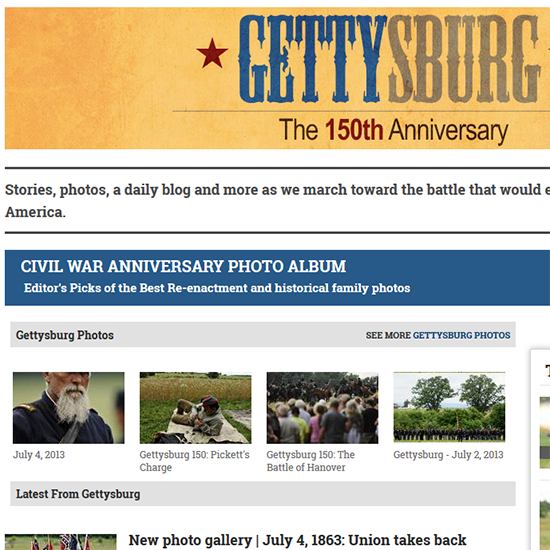 GETTYSBURG
The 150th Anniversary
Stories, photos, a daily blog and more as we march toward the battle that would
America.
CIVIL WAR ANNIVERSARY PHOTO ALBUM
Editor's Picks of the Best Re-enactment and historical family photos
Gettysburg Photos SEE MORE GETTYSBURG PHOTOS
July 4, 2013 Gettysburg 150: Pickett's Gettysburg 150: The Gettysburg - July 2, 2013
Charge Battle of Hanover
Latest From Gettysburg
New photo gallery | July 4, 1863: Union takes back